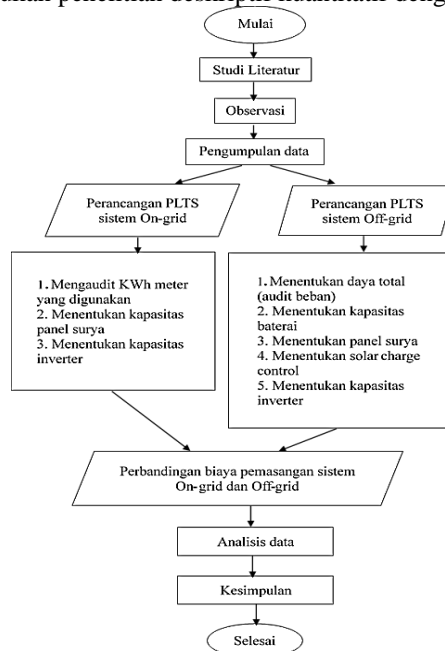 penelitian deskriptif kuantitatif
Mulai
Studi Literatur
Observasi
Pengumpulan data
Perancangan PLTS
sistem On-grid
Perancangan PLTS
sistem Off-grid
1. Mengaudit KWh meter
yang digunakan
2. Menentukan kapasitas
panel surya
3. Menentukan kapasitas
inverter
1. Menentukan daya total
(audit beban)
2. Menentukan kapasitas
baterai
3. Menentukan panel surya
4. Menentukan solar charge
control
5. Menentukan kapasitas
inverter
Perbandingan biaya pemasangan sistem
On-grid dan Off-grid
Analisis data
Kesimpulan
Selesai